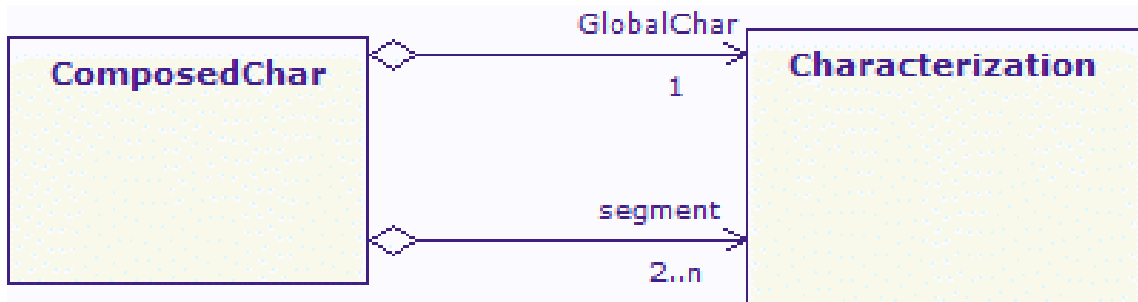 GlobalChar
ComposedChar
Characterization
1
segment
2..n